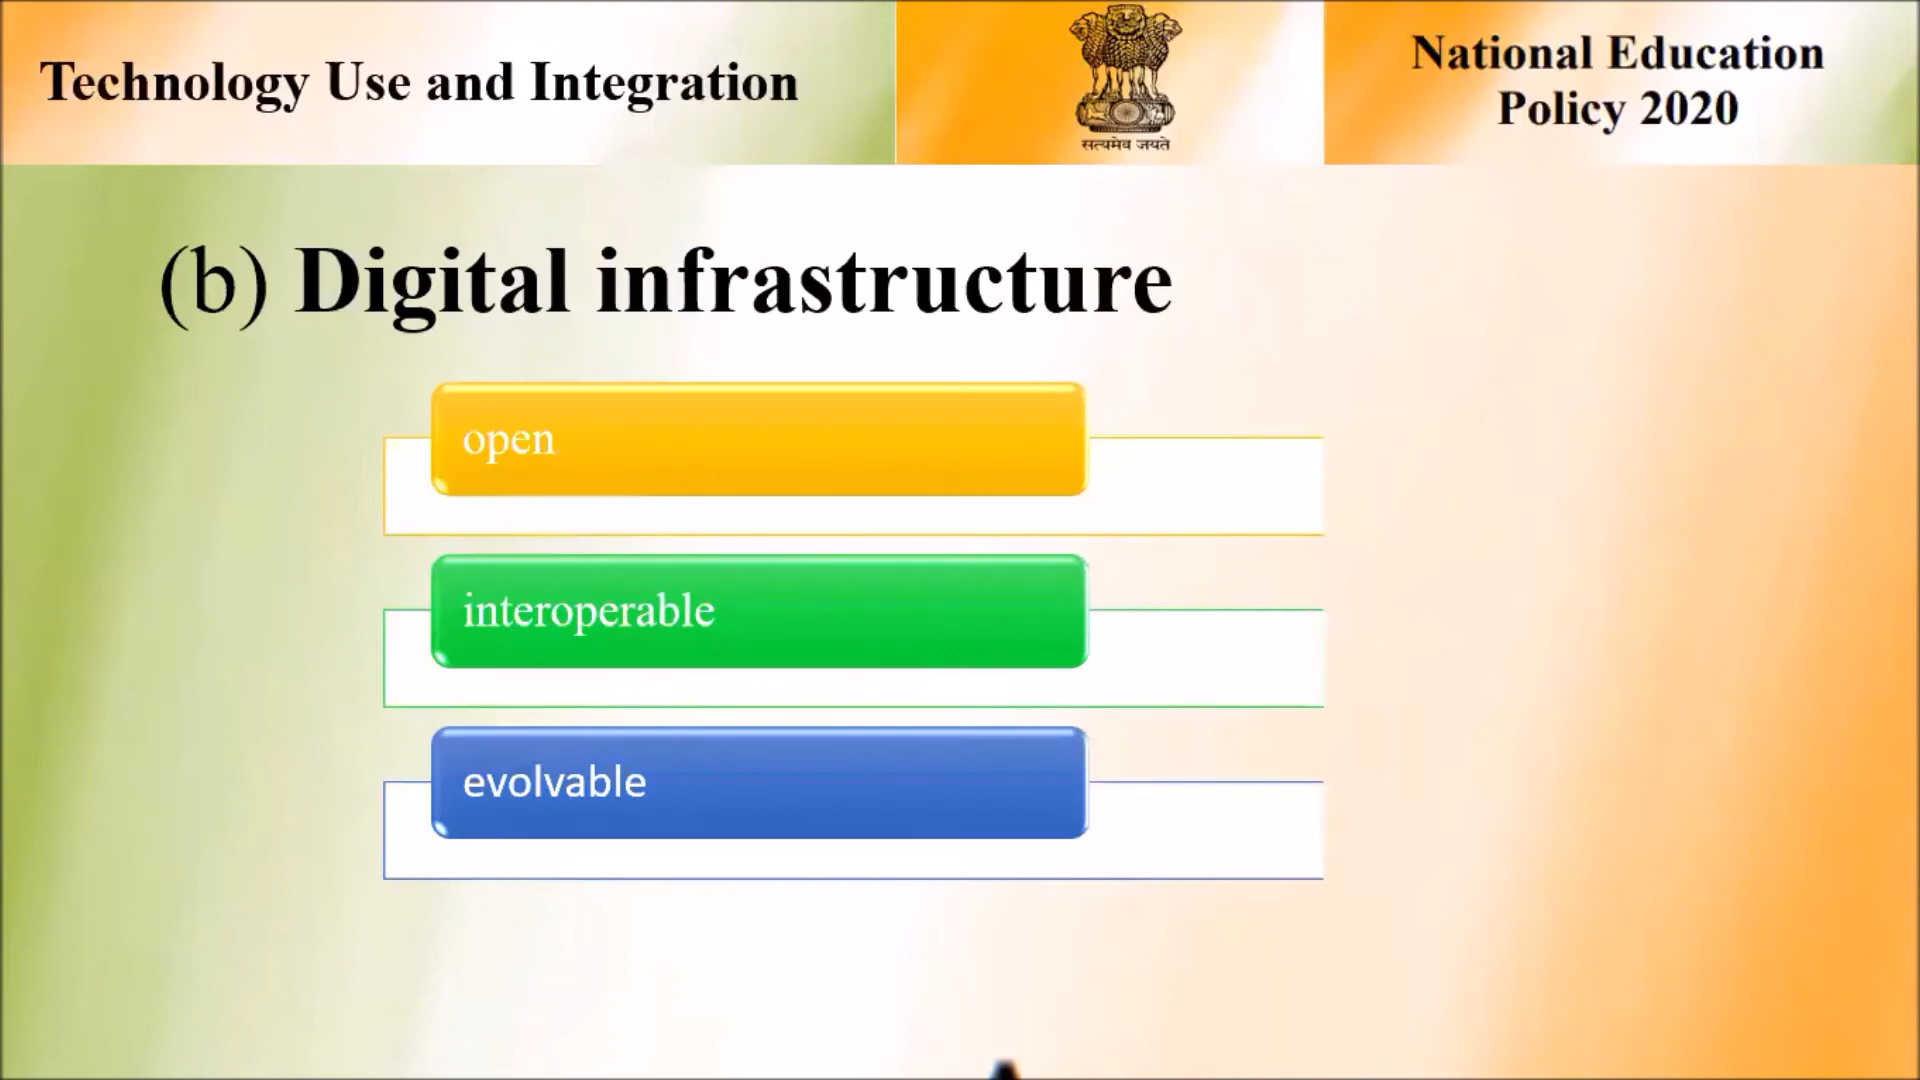 Technology Use and Integration
सत्यमेव जयते
National Education
Policy 2020
(b) Digital infrastructure
open
interoperable
evolvable